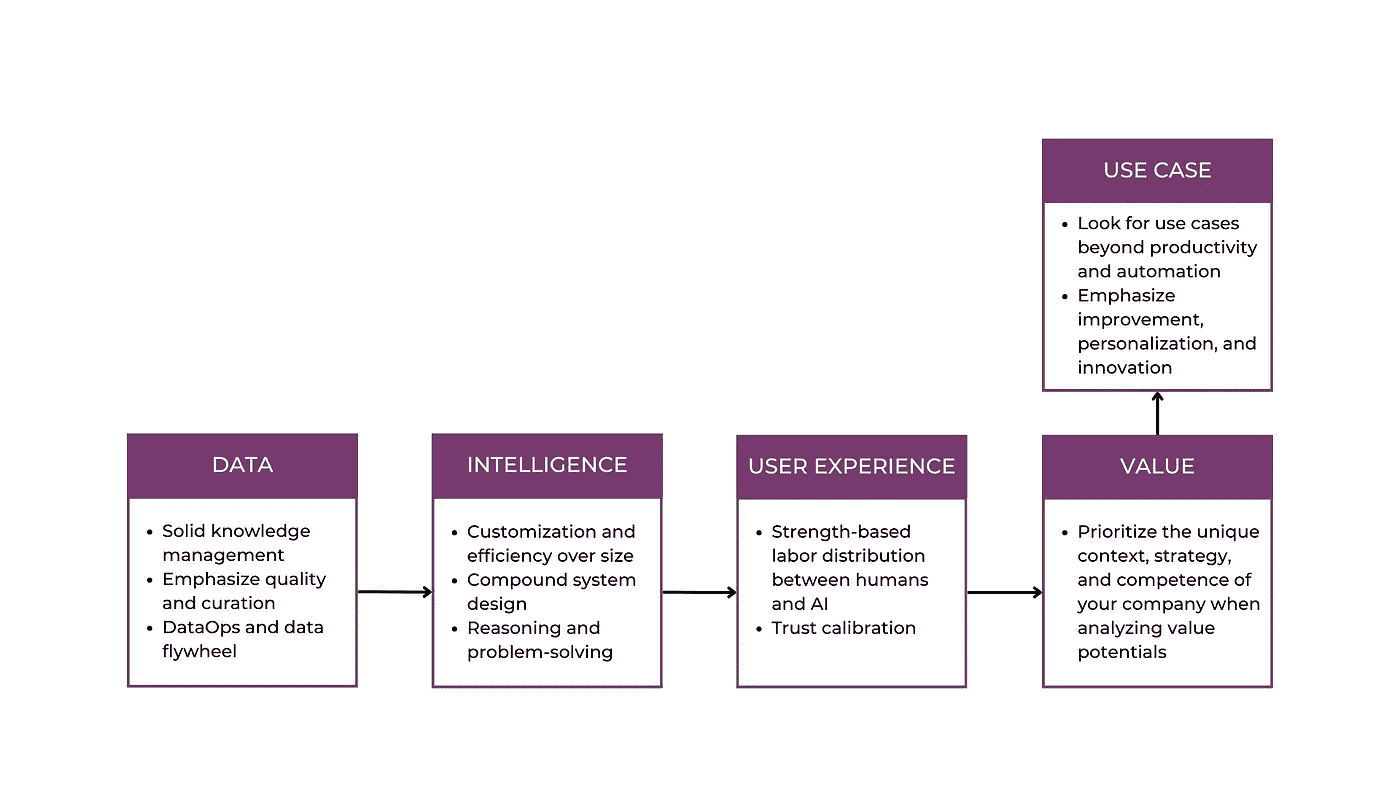 USE CASE
• Look for use cases
beyond productivity
and automation
• Emphasize
improvement,
personalization, and
innovation
DATA
• Solid knowledge
management
• Emphasize quality
and curation
• DataOps and data
flywheel
INTELLIGENCE
• Customization and
efficiency over size
• Compound system
design
• Reasoning and
problem-solving
USER EXPERIENCE
• Strength-based
labor distribution
between humans
and AI
• Trust calibration
VALUE
• Prioritize the unique
context, strategy,
and competence of
your company when
analyzing value
potentials